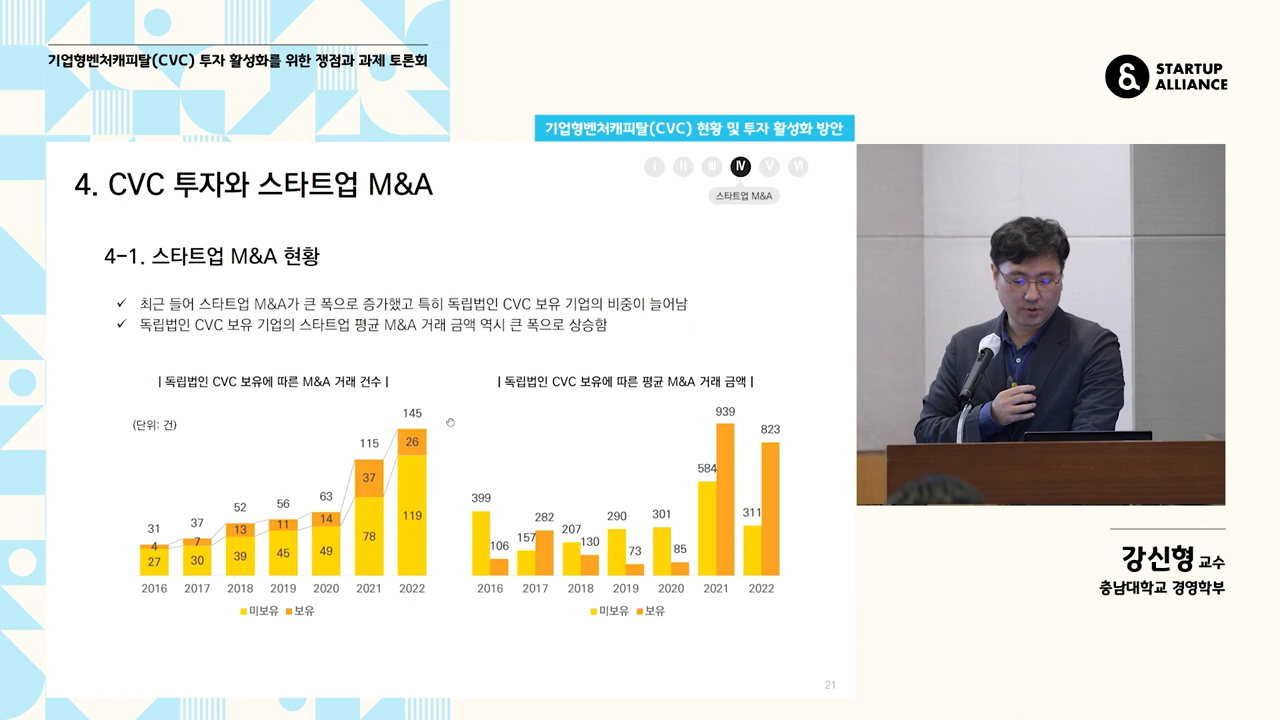 기업형벤처캐피탈(CVC) 투자 활성화를 위한 쟁점과 과제 토론회
STARTUP
ALLIANCE
기업형벤처캐피탈(CVC) 현황 및 투자 활성화 방안
I II III IV V VI
4. CVC 투자와 스타트업 M&A
스타트업 M&A
4-1. 스타트업 M&A 현황
✓ 최근 들어 스타트업 M&A가 큰 폭으로 증가했고 특히 독립법인 CVC 보유 기업의 비중이 늘어남
✓ 독립법인 CVC 보유 기업의 스타트업 평균 M&A 거래 금액 역시 큰 폭으로 상승함
| 독립법인 CVC 보유에 따른 M&A 거래 건수 |
(단위: 건)
31 37 52 56 63 115 145
4 7 13 11 14 37 26
27 30 39 45 49 78 119
2016 2017 2018 2019 2020 2021 2022
미보유 보유
| 독립법인 CVC 보유에 따른 평균 M&A 거래 금액 |
399 106 157 282 207 130 290 73 301 85 584 939 311 823
2016 2017 2018 2019 2020 2021 2022
미보유 보유
21
강신형 교수
충남대학교 경영학부